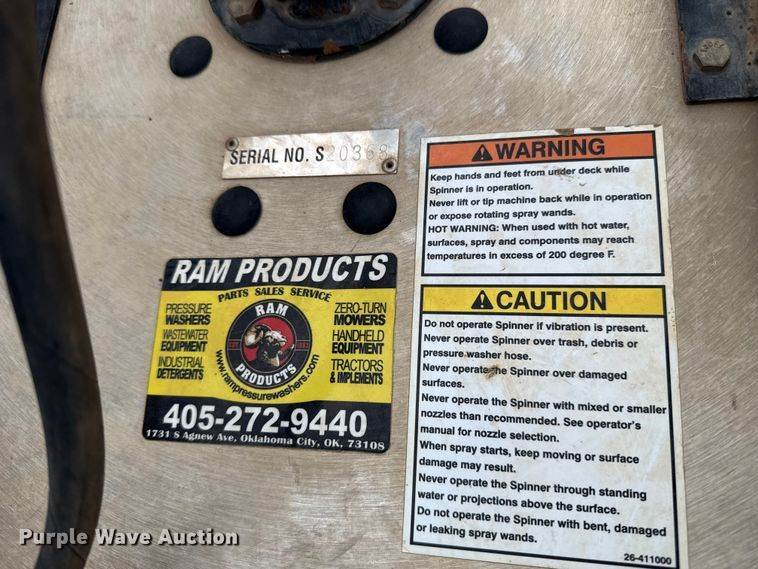 SERIAL NO. S20368
WARNING
Keep hands and feet from under deck while
Spinner is in operation.
Never lift or tip machine back while in operation
or expose rotating spray wands.
HOT WARNING: When used with hot water,
surfaces, spray and components may reach
temperatures in excess of 200 degree F.
CAUTION
Do not operate Spinner if vibration is present.
Never operate Spinner over trash, debris or
pressure washer hose.
Never operate the Spinner over damaged
surfaces.
Never operate the Spinner with mixed or smaller
nozzles than recommended. See operator's
manual for nozzle selection.
When spray starts, keep moving or surface
damage may result.
Never operate the Spinner through standing
water or projections above the surface.
Do not operate the Spinner with bent, damaged
or leaking spray wands.
26-411000
RAM PRODUCTS
PARTS SALES SERVICE
PRESSURE
WASHERS
WASTEWATER
EQUIPMENT
INDUSTRIAL
DETERGENTS
RAM
PRODUCTS
www.rampressurewashers.com
ZERO-TURN
MOWERS
HANDHELD
EQUIPMENT
TRACTORS
& IMPLEMENTS
405-272-9440
1731 S Agnew Ave, Oklahoma City, OK, 73108
Purple Wave Auction